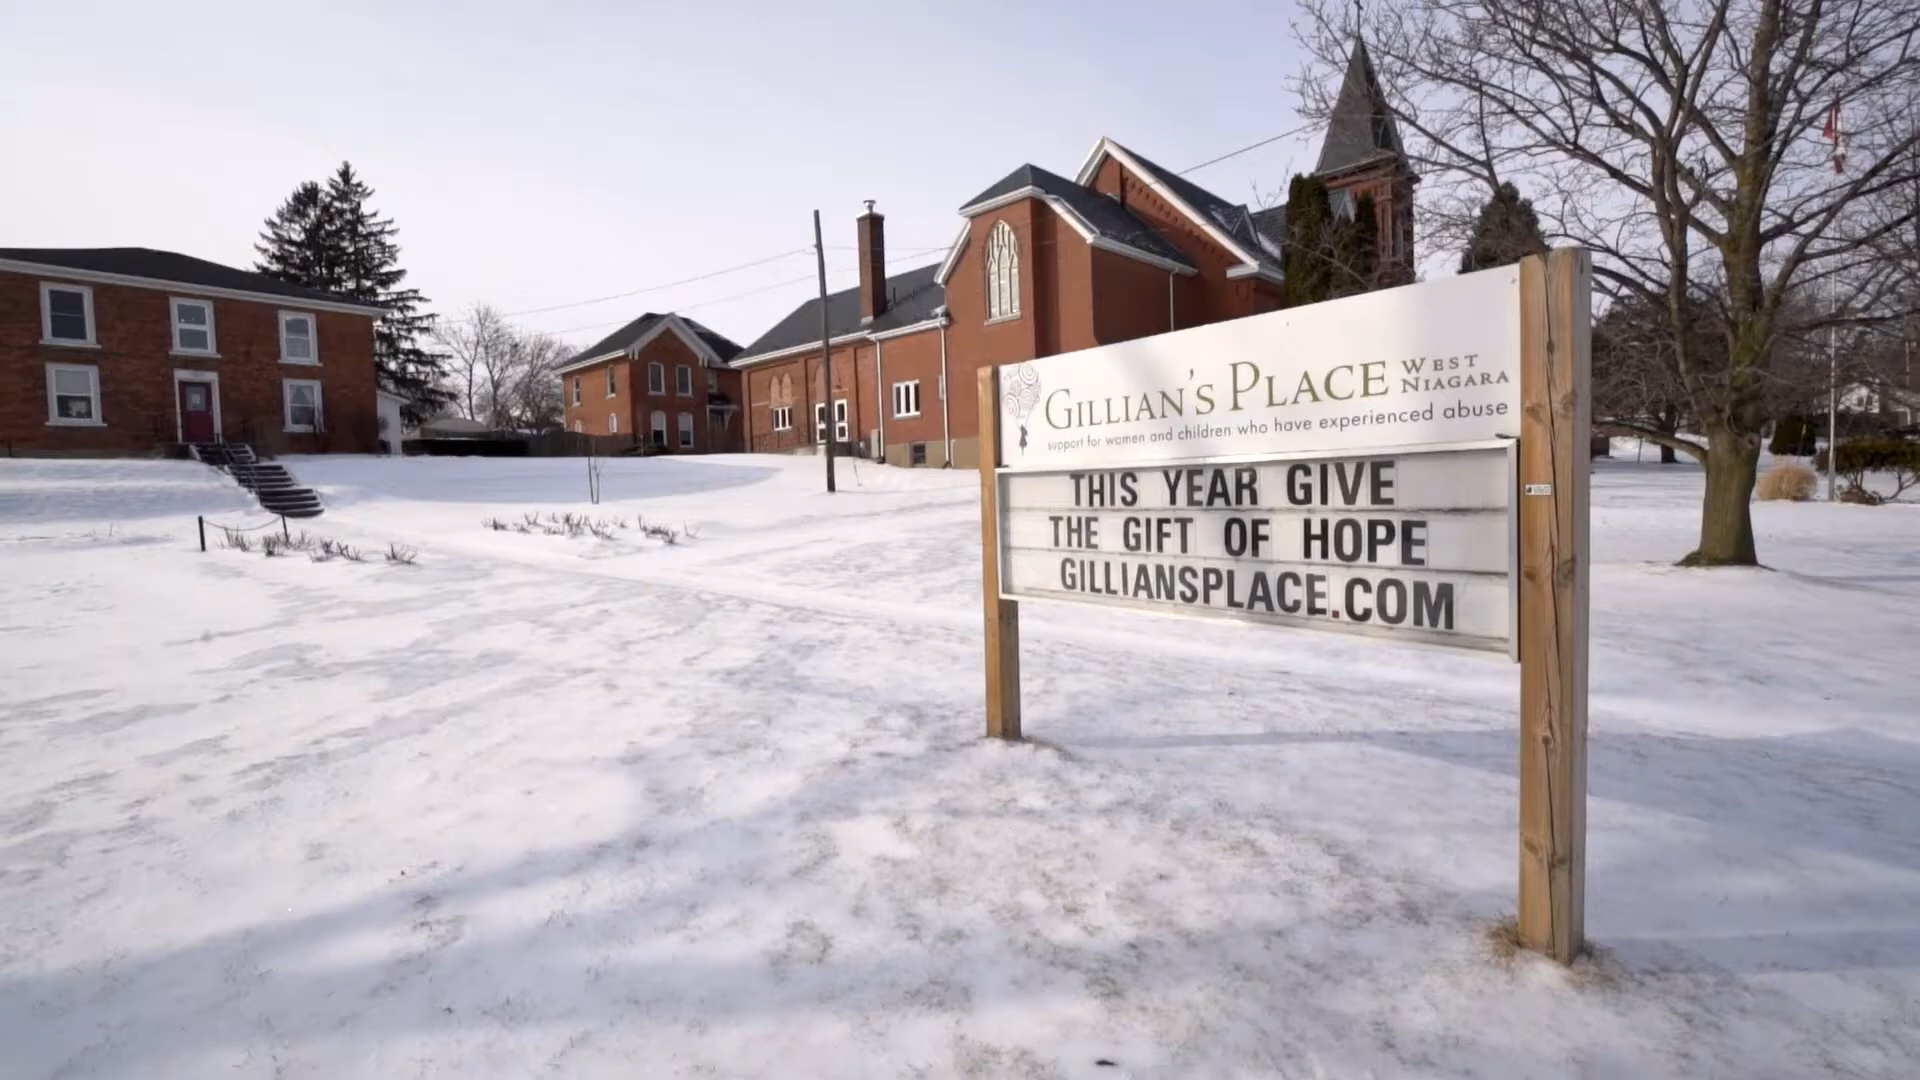 GILLIAN'S PLACE WEST NIAGARA
support for women and children who have experienced abuse
THIS YEAR GIVE
THE GIFT OF HOPE
GILLIANSPLACE.COM